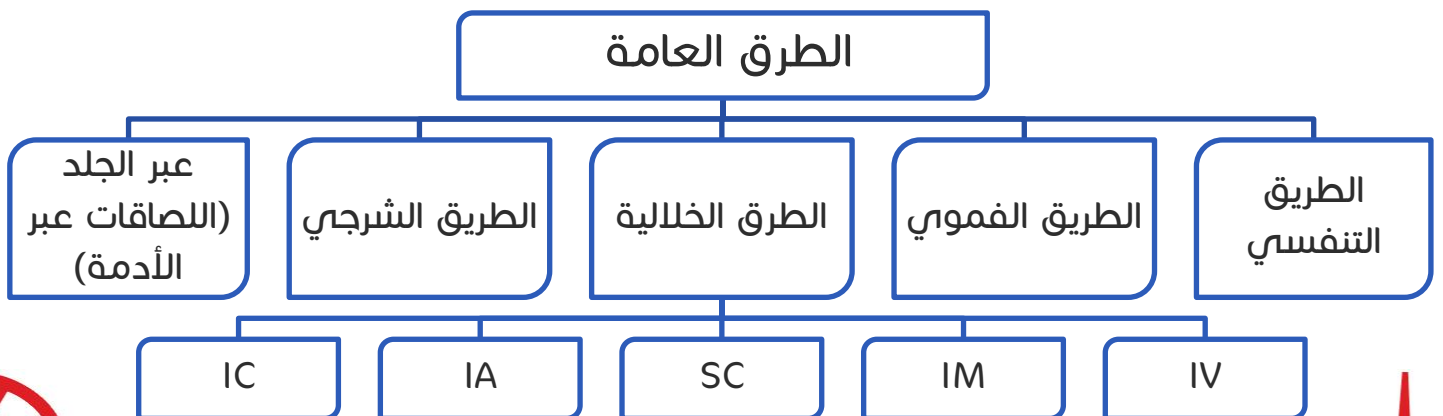 الطرق العامة
الطريق
التنفسي
الطريق الفموي
الطرق الخلالية
الطريق الشرجي
عبر الجلد
(اللصاقات عبر
الأدمة)
IV
IM
SC
IA
IC